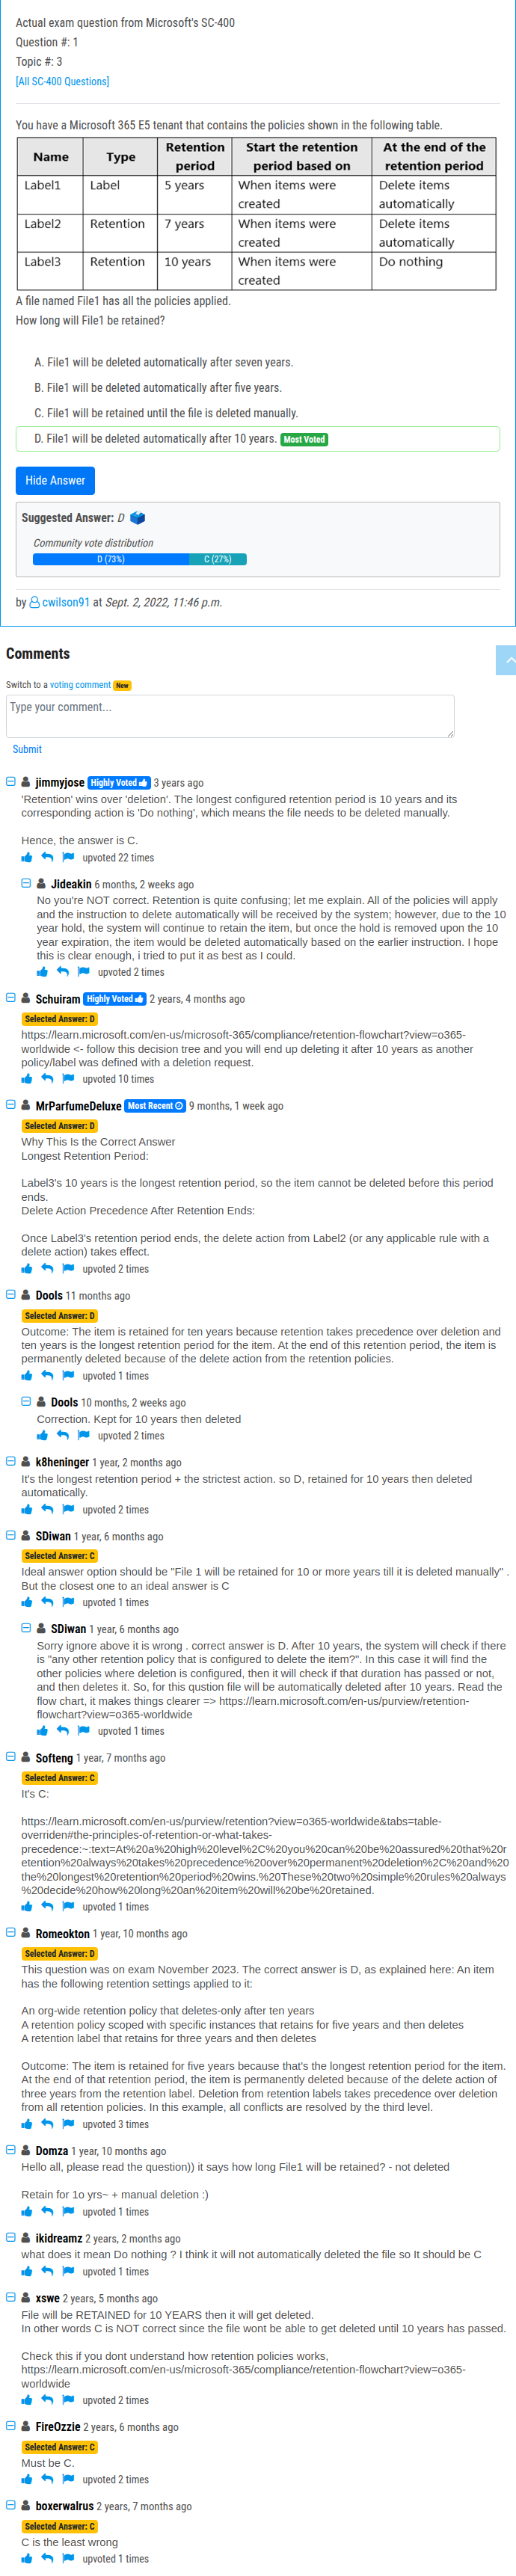 Actual exam question from Microsoft's SC-400
Question #: 1
Topic #: 3
[All SC-400 Questions]
You have a Microsoft 365 E5 tenant that contains the policies shown in the following table.
Name Type Retention period Start the retention period based on At the end of the retention period
Label1 Label 5 years When items were created Delete items automatically
Label2 Retention 7 years When items were created Delete items automatically
Label3 Retention 10 years When items were created Do nothing
A file named File1 has all the policies applied.
How long will File1 be retained?
A. File1 will be deleted automatically after seven years.
B. File1 will be deleted automatically after five years.
C. File1 will be retained until the file is deleted manually.
D. File1 will be deleted automatically after 10 years. Most Voted
Hide Answer
Suggested Answer: D
Community vote distribution
D (73%) C (27%)
by cwilson91 at Sept. 2, 2022, 11:46 p.m.
Comments
Switch to a voting comment New
Type your comment...
Submit
jimmyjose Highly Voted 3 years ago
'Retention' wins over 'deletion'. The longest configured retention period is 10 years and its
corresponding action is 'Do nothing', which means the file needs to be deleted manually.
Hence, the answer is C.
upvoted 22 times
Jideakin 6 months, 2 weeks ago
No you're NOT correct. Retention is quite confusing; let me explain. All of the policies will apply
and the instruction to delete automatically will be received by the system; however, due to the 10
year hold, the system will continue to retain the item, but once the hold is removed upon the 10
year expiration, the item would be deleted automatically based on the earlier instruction. I hope
this is clear enough, i tried to put it as best as I could.
upvoted 2 times
Schuiram Highly Voted 2 years, 4 months ago
Selected Answer: D
https://learn.microsoft.com/en-us/microsoft-365/compliance/retention-flowchart?view=o365-
worldwide <- follow this decision tree and you will end up deleting it after 10 years as another
policy/label was defined with a deletion request.
upvoted 10 times
MrParfumeDeluxe Most Recent 9 months, 1 week ago
Selected Answer: D
Why This Is the Correct Answer
Longest Retention Period:
Label3's 10 years is the longest retention period, so the item cannot be deleted before this period
ends.
Delete Action Precedence After Retention Ends:
Once Label3's retention period ends, the delete action from Label2 (or any applicable rule with a
delete action) takes effect.
upvoted 2 times
Dools 11 months ago
Selected Answer: D
Outcome: The item is retained for ten years because retention takes precedence over deletion and
ten years is the longest retention period for the item. At the end of this retention period, the item is
permanently deleted because of the delete action from the retention policies.
upvoted 1 times
Dools 10 months, 2 weeks ago
Correction. Kept for 10 years then deleted
upvoted 2 times
k8heninger 1 year, 2 months ago
It's the longest retention period + the strictest action. so D, retained for 10 years then deleted
automatically.
upvoted 2 times
SDiwan 1 year, 6 months ago
Selected Answer: C
Ideal answer option should be "File 1 will be retained for 10 or more years till it is deleted manually" .
But the closest one to an ideal answer is C
upvoted 1 times
SDiwan 1 year, 6 months ago
Sorry ignore above it is wrong . correct answer is D. After 10 years, the system will check if there
is "any other retention policy that is configured to delete the item?". In this case it will find the
other policies where deletion is configured, then it will check if that duration has passed or not,
and then deletes it. So, for this qustion file will be automatically deleted after 10 years. Read the
flow chart, it makes things clearer => https://learn.microsoft.com/en-us/purview/retention-
flowchart?view=o365-worldwide
upvoted 1 times
Softeng 1 year, 7 months ago
Selected Answer: C
It's C:
https://learn.microsoft.com/en-us/purview/retention?view=o365-worldwide&tabs=table-
overriden#the-principles-of-retention-or-what-takes-
precedence:~:text=At%20a%20high%20level%2C%20you%20can%20be%20assured%20that%20r
etention%20always%20takes%20precedence%20over%20permanent%20deletion%2C%20and%20
the%20longest%20retention%20period%20wins.%20These%20two%20simple%20rules%20always
%20decide%20how%20long%20an%20item%20will%20be%20retained.
upvoted 1 times
Romeokton 1 year, 10 months ago
Selected Answer: D
This question was on exam November 2023. The correct answer is D, as explained here: An item
has the following retention settings applied to it:
An org-wide retention policy that deletes-only after ten years
A retention policy scoped with specific instances that retains for five years and then deletes
A retention label that retains for three years and then deletes
Outcome: The item is retained for five years because that's the longest retention period for the item.
At the end of that retention period, the item is permanently deleted because of the delete action of
three years from the retention label. Deletion from retention labels takes precedence over deletion
from all retention policies. In this example, all conflicts are resolved by the third level.
upvoted 3 times
Domza 1 year, 10 months ago
Hello all, please read the question)) it says how long File1 will be retained? - not deleted
Retain for 1o yrs~ + manual deletion :)
upvoted 1 times
ikidreamz 2 years, 2 months ago
what does it mean Do nothing ? I think it will not automatically deleted the file so It should be C
upvoted 1 times
xswe 2 years, 5 months ago
File will be RETAINED for 10 YEARS then it will get deleted.
In other words C is NOT correct since the file wont be able to get deleted until 10 years has passed.
Check this if you dont understand how retention policies works,
https://learn.microsoft.com/en-us/microsoft-365/compliance/retention-flowchart?view=o365-
worldwide
upvoted 2 times
FireOzzie 2 years, 6 months ago
Selected Answer: C
Must be C.
upvoted 2 times
boxerwalrus 2 years, 7 months ago
Selected Answer: C
C is the least wrong
upvoted 1 times